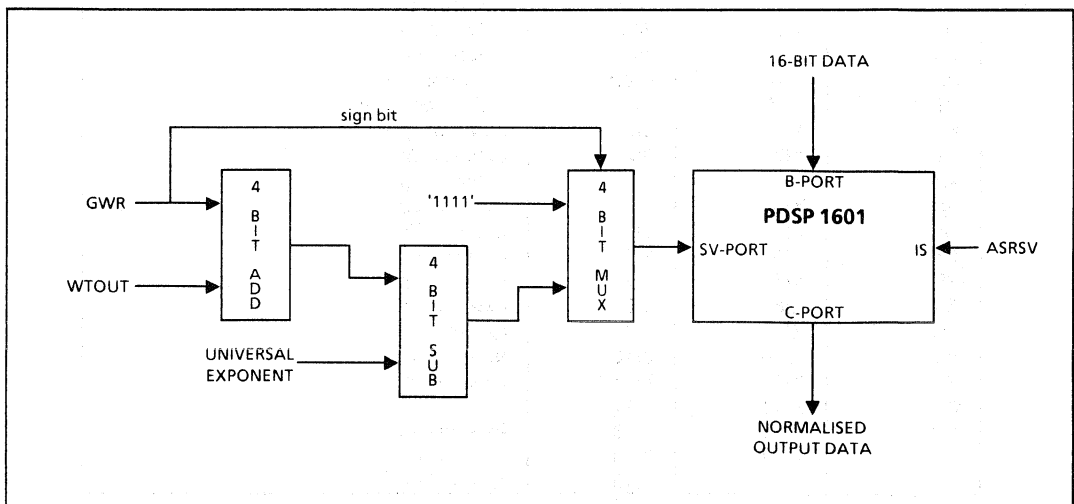 16-BIT DATA
sign bit
GWR
4 BIT ADD
WTOUT
'1111'
4 BIT SUB
UNIVERSAL
EXPONENT
4 BIT MUX
B-PORT
PDSP 1601
SV-PORT
IS
ASRSV
C-PORT
NORMALISED
OUTPUT DATA